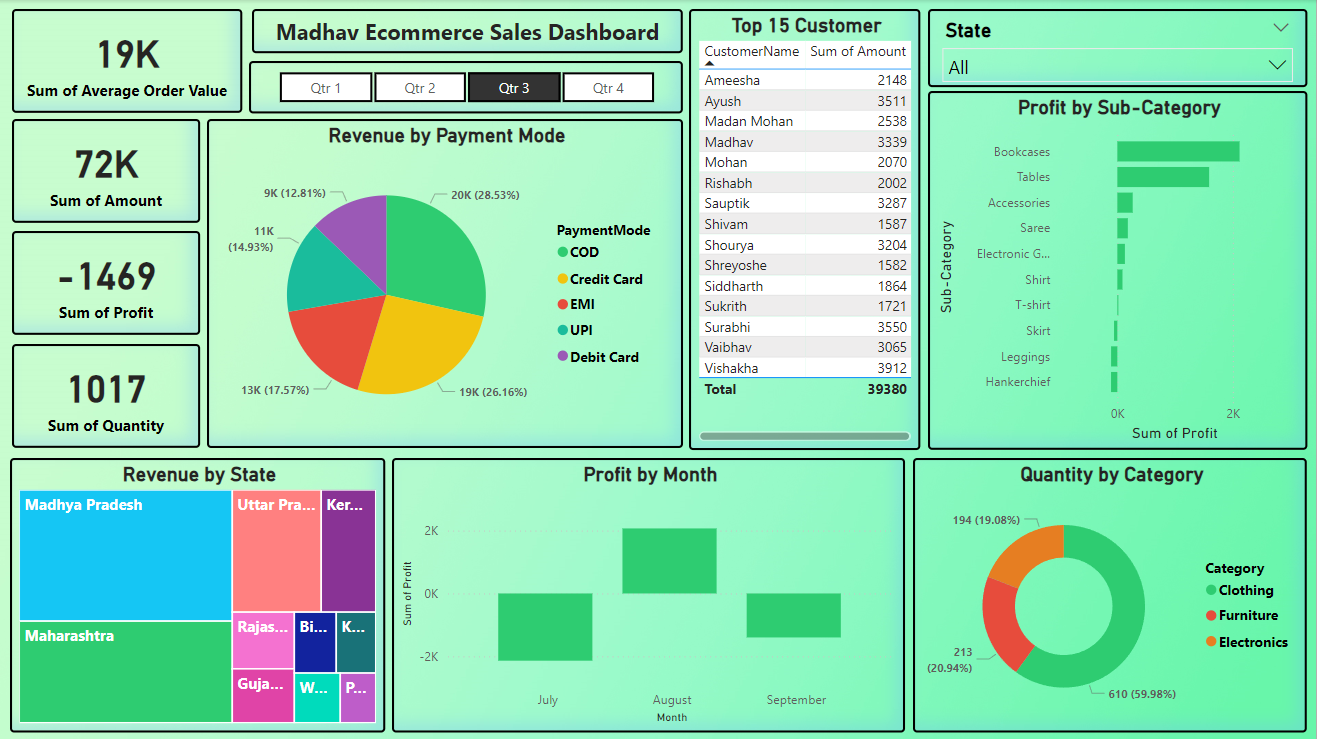 19K
Sum of Average Order Value
Madhav Ecommerce Sales Dashboard
Qtr 1
Qtr 2
Qtr 3
Qtr 4
72K
Sum of Amount
-1469
Sum of Profit
1017
Sum of Quantity
Revenue by Payment Mode
9K (12.81%)
20K (28.53%)
11K
(14.93%)
13K (17.57%)
19K (26.16%)
PaymentMode
COD
Credit Card
EMI
UPI
Debit Card
Top 15 Customer
CustomerName Sum of Amount
Ameesha 2148
Ayush 3511
Madan Mohan 2538
Madhav 3339
Mohan 2070
Rishabh 2002
Sauptik 3287
Shivam 1587
Shourya 3204
Shreyoshe 1582
Siddharth 1864
Sukrith 1721
Surabhi 3550
Vaibhav 3065
Vishakha 3912
Total 39380
State
All
Profit by Sub-Category
Sub-Category
Bookcases
Tables
Accessories
Saree
Electronic G...
Shirt
T-shirt
Skirt
Leggings
Hankerchief
0K 2K
Sum of Profit
Revenue by State
Madhya Pradesh
Maharashtra
Uttar Pra...
Ker...
Rajas...
Bi...
K...
Guja...
W...
P...
Profit by Month
Sum of Profit
2K
0K
-2K
July August September
Month
Quantity by Category
194 (19.08%)
213
(20.94%)
610 (59.98%)
Category
Clothing
Furniture
Electronics